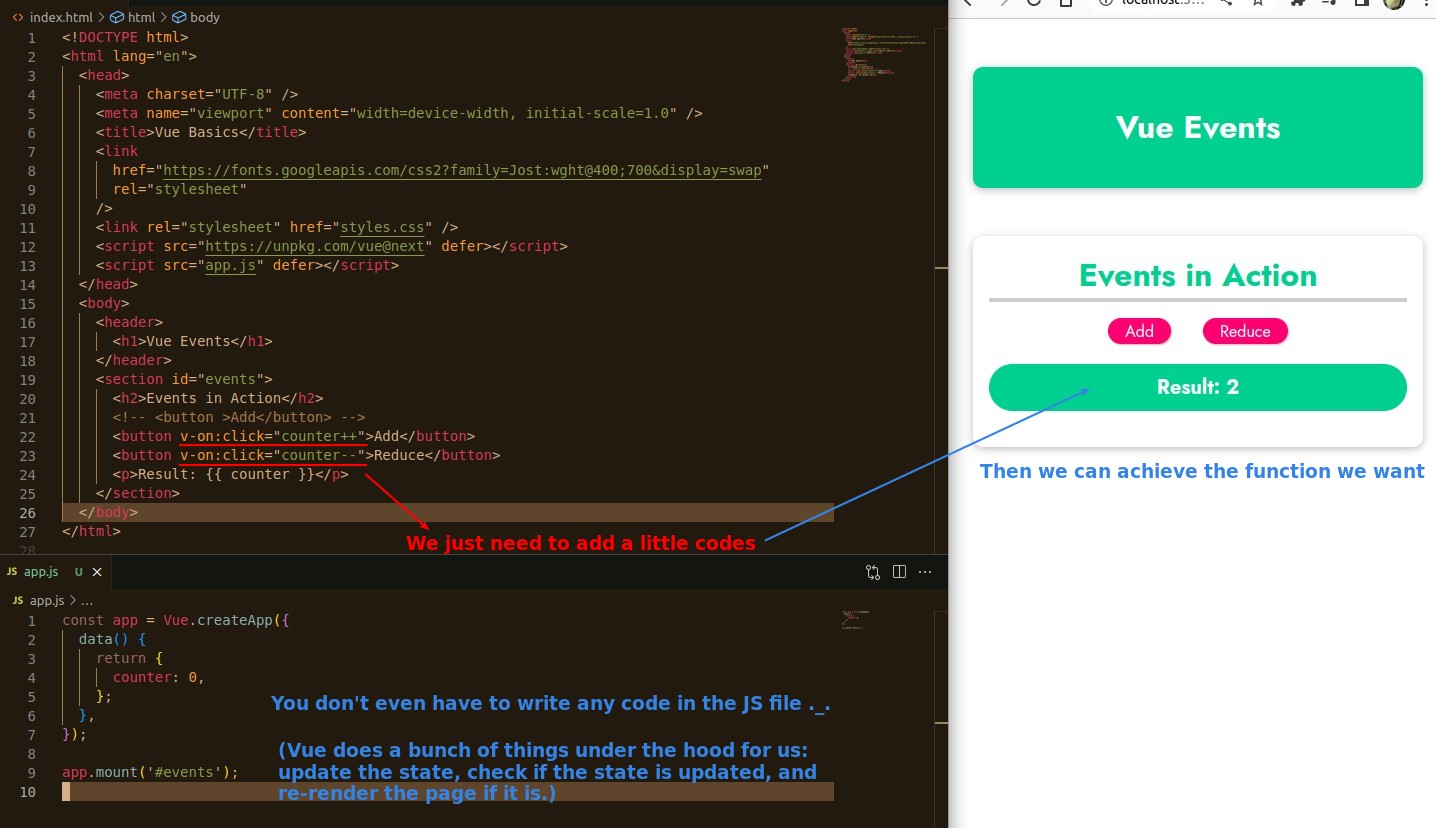 index.html > html > body
1 <!DOCTYPE html>
2 <html lang="en">
3 <head>
4 <meta charset="UTF-8" />
5 <meta name="viewport" content="width=device-width, initial-scale=1.0" />
6 <title>Vue Basics</title>
7 <link
8 href="https://fonts.googleapis.com/css2?family=Jost:wght@400;700&display=swap"
9 rel="stylesheet"
10 />
11 <link rel="stylesheet" href="styles.css" />
12 <script src="https://unpkg.com/vue@next" defer></script>
13 <script src="app.js" defer></script>
14 </head>
15 <body>
16 <header>
17 <h1>Vue Events</h1>
18 </header>
19 <section id="events">
20 <h2>Events in Action</h2>
21 <!-- <button >Add</button> -->
22 <button v-on:click="counter++">Add</button>
23 <button v-on:click="counter--">Reduce</button>
24 <p>Result: {{ counter }}</p>
25 </section>
26 </body>
27 </html>
28
We just need to add a little codes
JS app.js U
JS app.js > ...
1 const app = Vue.createApp({
2 data() {
3 return {
4 counter: 0,
5 };
6 },
7 });
8
9 app.mount('#events');
10
You don't even have to write any code in the JS file ._.
(Vue does a bunch of things under the hood for us:
update the state, check if the state is updated, and
re-render the page if it is.)
Vue Events
Events in Action
Add Reduce
Result: 2
Then we can achieve the function we want